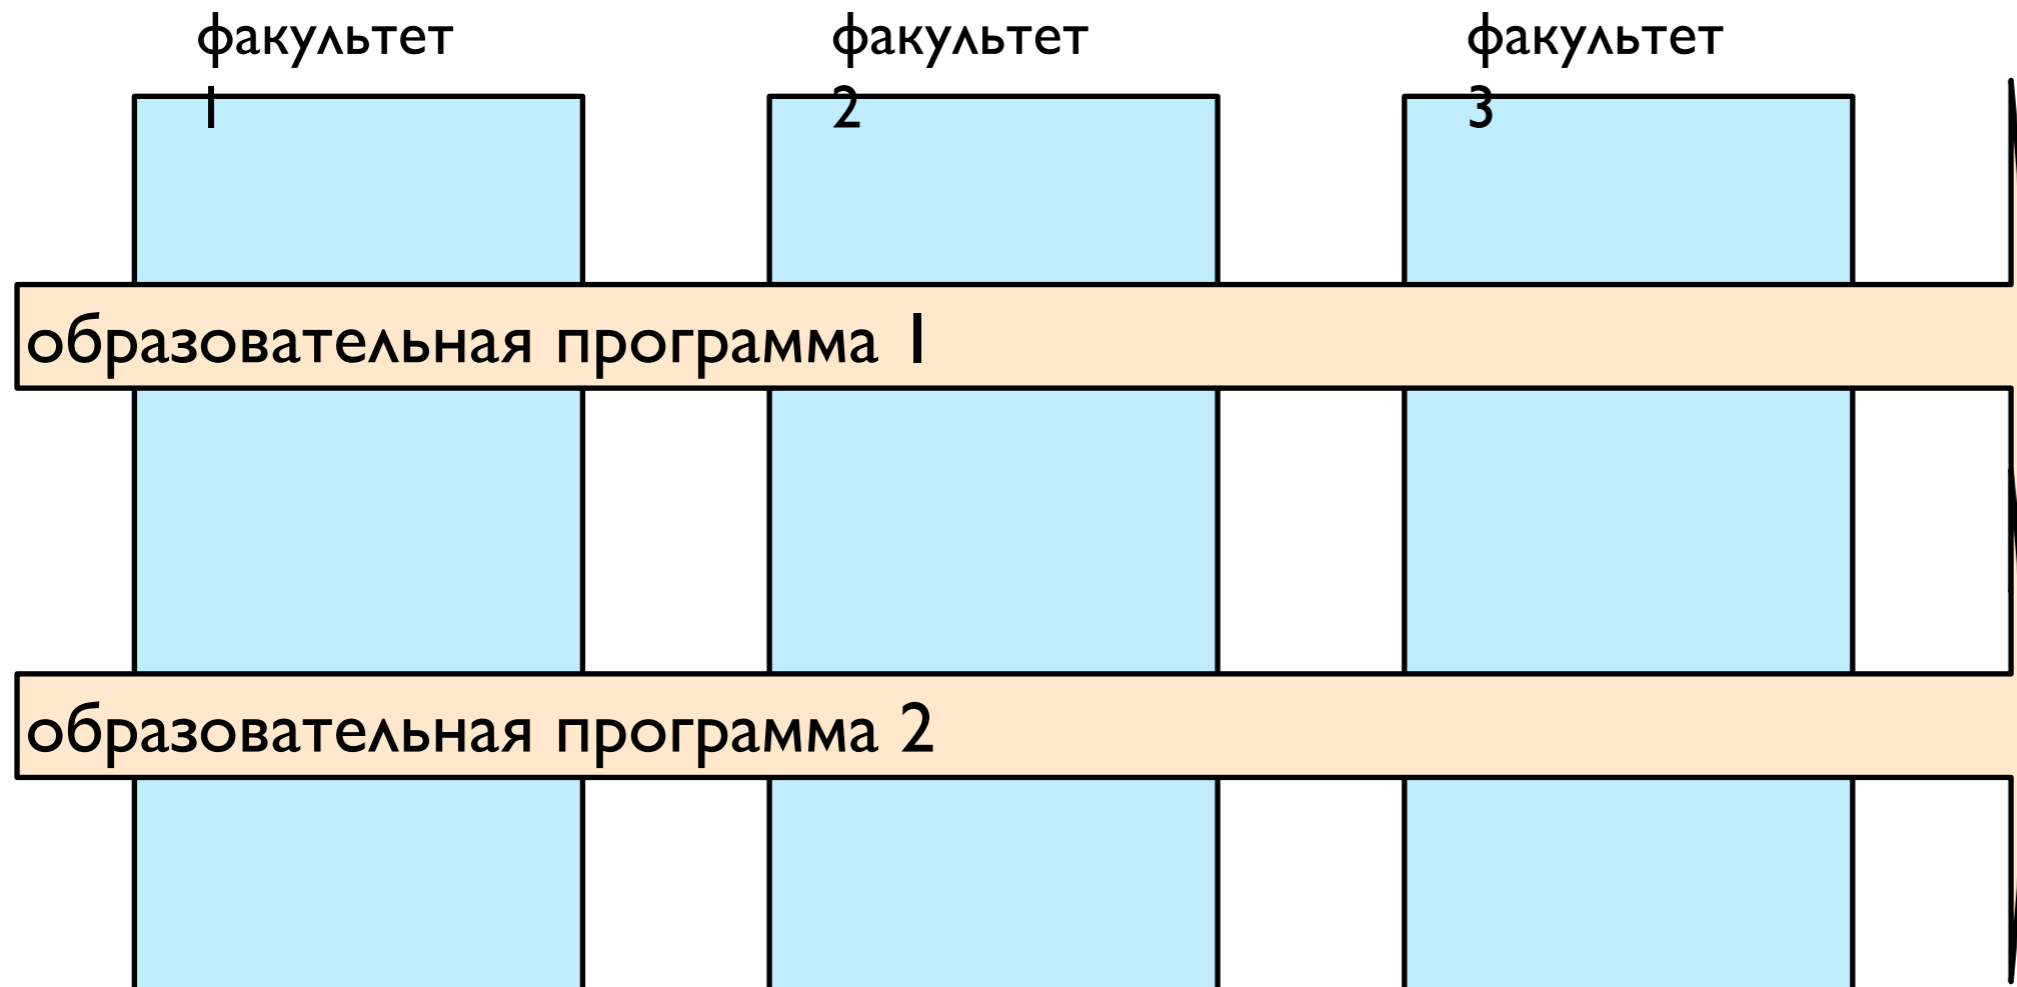 факультет
1
факультет
2
факультет
3
образовательная программа 1
образовательная программа 2